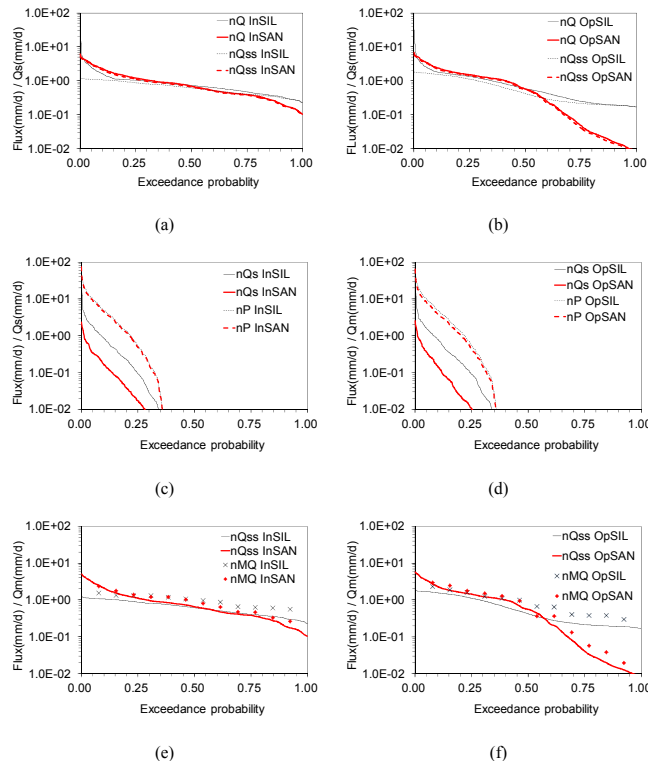 Flux(mm/d) / Qs(mm/d)
1.0E+02
1.0E+01
1.0E+00
1.0E-01
1.0E-02
0.00 0.25 0.50 0.75 1.00
Exceedance probablity
nQ InSIL
nQ InSAN
nQss InSIL
nQss InSAN
(a)
FLux(mm/d) / Qs(mm/d)
1.0E+02
1.0E+01
1.0E+00
1.0E-01
1.0E-02
0.00 0.25 0.50 0.75 1.00
Exceedance probability
nQ OpSIL
nQ OpSAN
nQss OpSIL
nQss OpSAN
(b)
Flux(mm/d) / Qs(mm/d)
1.0E+02
1.0E+01
1.0E+00
1.0E-01
1.0E-02
0.00 0.25 0.50 0.75 1.00
Exceedance probability
nQs InSIL
nQs InSAN
nP InSIL
nP InSAN
(c)
Flux(mm/d) / Qm(mm/d)
1.0E+02
1.0E+01
1.0E+00
1.0E-01
1.0E-02
0.00 0.25 0.50 0.75 1.00
Exceedance probability
nQs OpSIL
nQs OpSAN
nP OpSIL
nP OpSAN
(d)
Flux(mm/d) / Qm(mm/d)
1.0E+02
1.0E+01
1.0E+00
1.0E-01
1.0E-02
0.00 0.25 0.50 0.75 1.00
Exceedance probability
nQss InSIL
nQss InSAN
nMQ InSIL
nMQ InSAN
(e)
Flux(mm/d) / Qm(mm/d)
1.0E+02
1.0E+01
1.0E+00
1.0E-01
1.0E-02
0.00 0.25 0.50 0.75 1.00
Exceedance probability
nQss OpSIL
nQss OpSAN
nMQ OpSIL
nMQ OpSAN
(f)